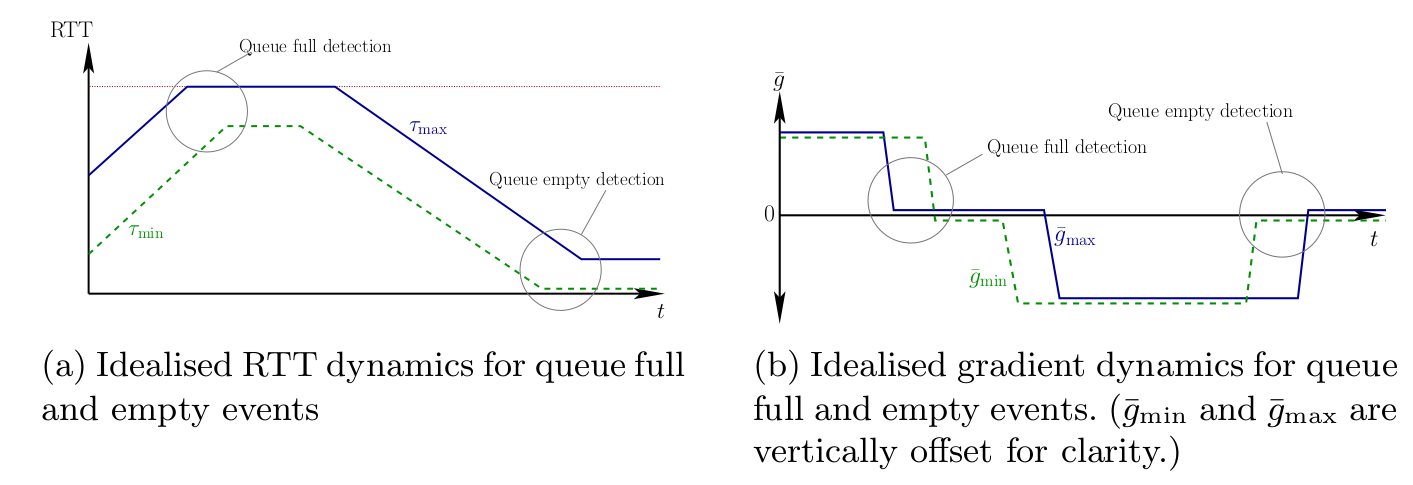 RTT
Queue full detection
τmax
Queue empty detection
τmin
t
(a) Idealised RTT dynamics for queue full
and empty events
ḡ
Queue empty detection
Queue full detection
0
ḡmax
t
ḡmin
(b) Idealised gradient dynamics for queue
full and empty events. (ḡmin and ḡmax are
vertically offset for clarity.)